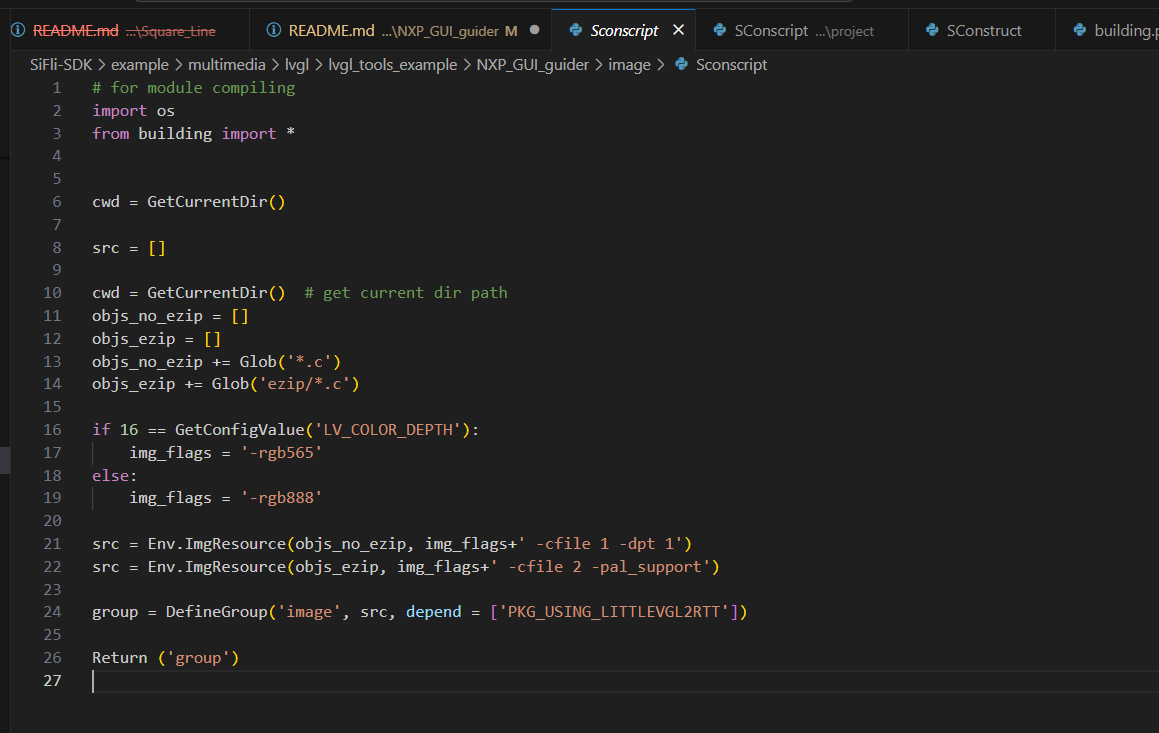 README.md ...\Square_Line
README.md ...\NXP_GUI_guider M
Sconscript
SConscript ...\project
SConstruct
building.p
SiFli-SDK > example > multimedia > lvgl > lvgl_tools_example > NXP_GUI_guider > image > Sconscript
1 # for module compiling
2 import os
3 from building import *
4
5
6 cwd = GetCurrentDir()
7
8 src = []
9
10 cwd = GetCurrentDir()  # get current dir path
11 objs_no_ezip = []
12 objs_ezip = []
13 objs_no_ezip += Glob('*.c')
14 objs_ezip += Glob('ezip/*.c')
15
16 if 16 == GetConfigValue('LV_COLOR_DEPTH'):
17     img_flags = '-rgb565'
18 else:
19     img_flags = '-rgb888'
20
21 src = Env.ImgResource(objs_no_ezip, img_flags+' -cfile 1 -dpt 1')
22 src = Env.ImgResource(objs_ezip, img_flags+' -cfile 2 -pal_support')
23
24 group = DefineGroup('image', src, depend = ['PKG_USING_LITTLEVGL2RTT'])
25
26 Return ('group')
27